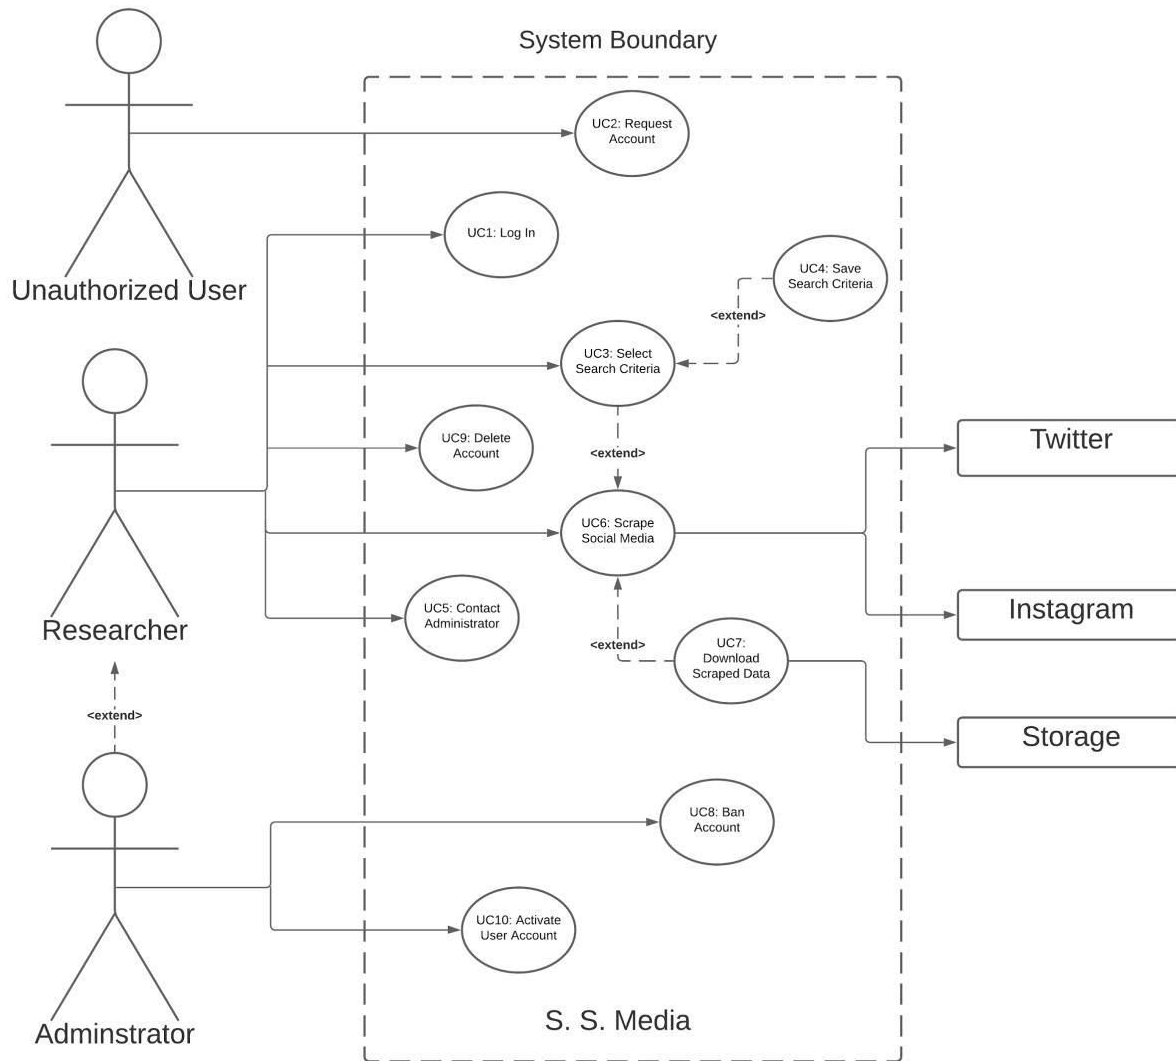 System Boundary
UC2: Request
Account
UC1: Log In
Unauthorized User
UC4: Save
Search Criteria
<extend>
UC3: Select
Search Criteria
UC9: Delete
Account
<extend>
Twitter
UC6: Scrape
Social Media
UC5: Contact
Administrator
Instagram
Researcher
<extend>
UC7:
Download
Scraped Data
<extend>
Storage
UC8: Ban
Account
UC10: Activate
User Account
Adminstrator
S. S. Media